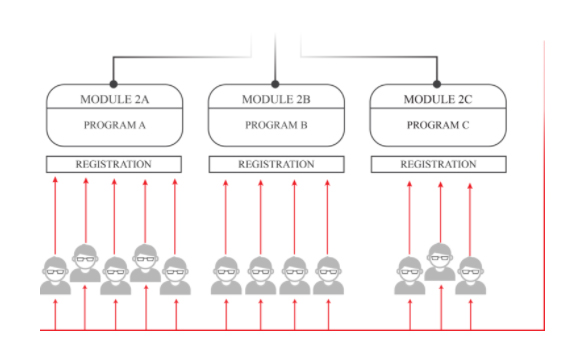 MODULE 2A
PROGRAM A
REGISTRATION
MODULE 2B
PROGRAM B
REGISTRATION
MODULE 2C
PROGRAM C
REGISTRATION